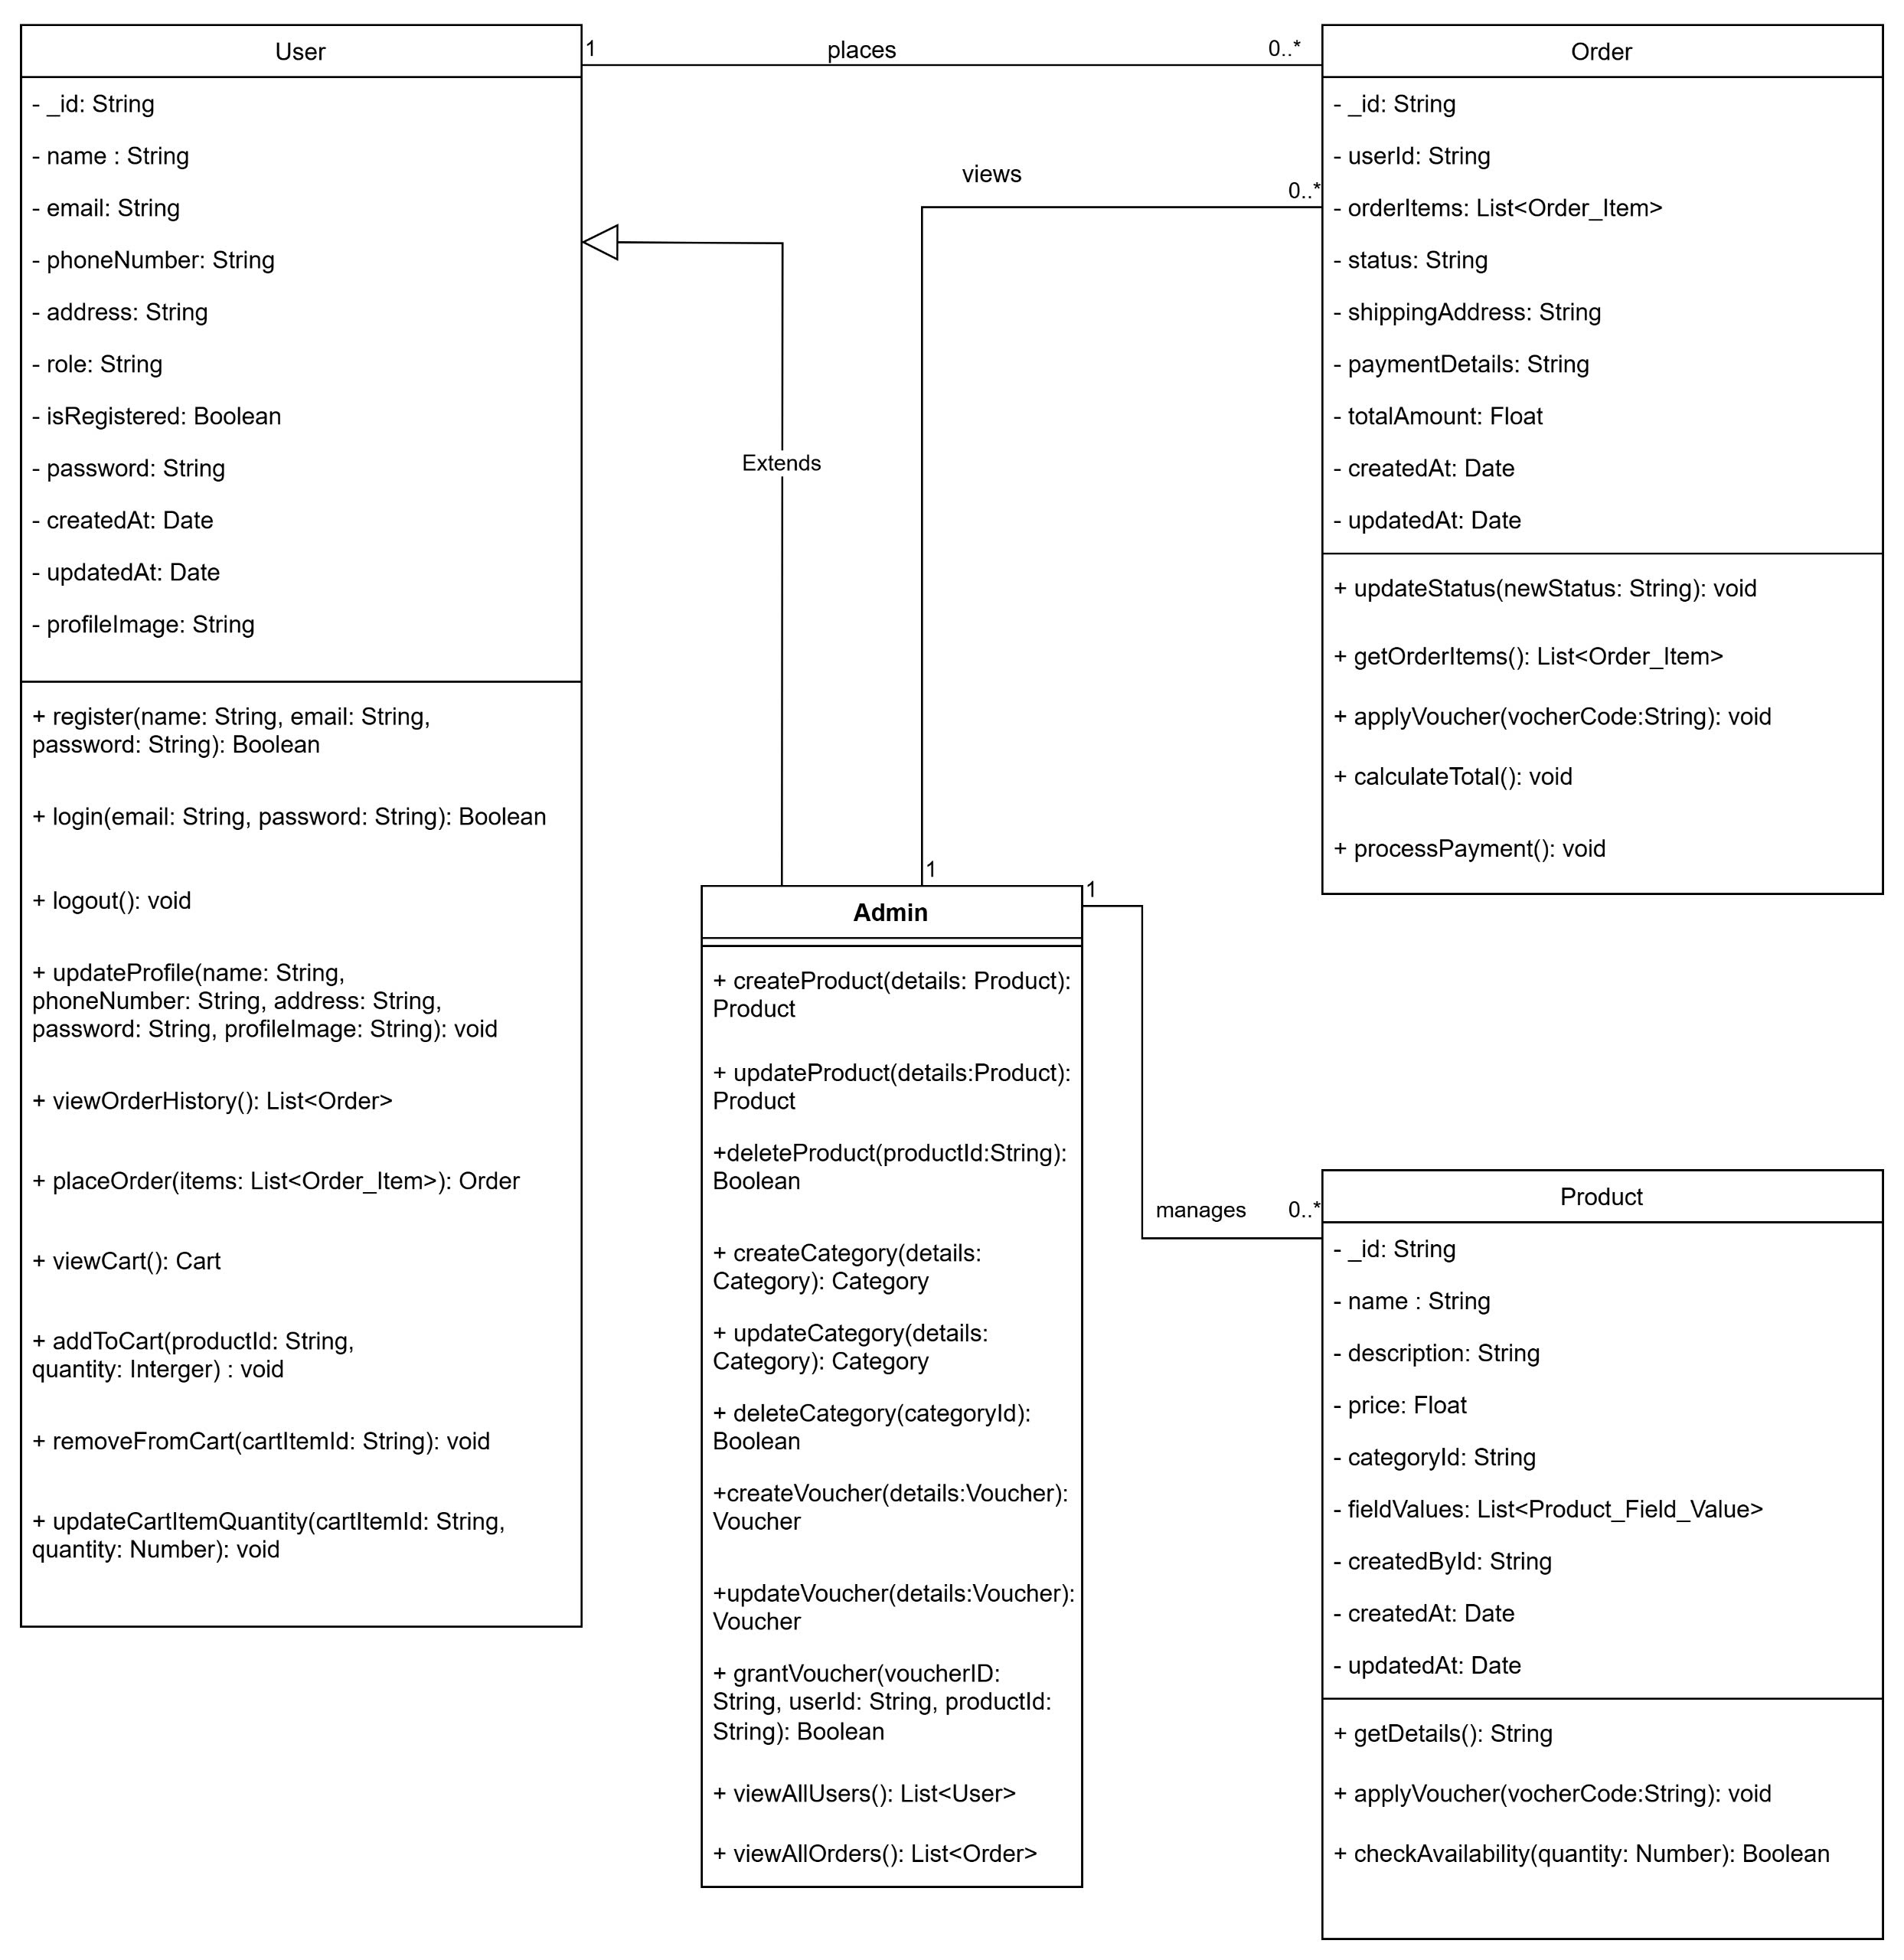 User
- _id: String
- name : String
- email: String
- phoneNumber: String
- address: String
- role: String
- isRegistered: Boolean
- password: String
- createdAt: Date
- updatedAt: Date
- profileImage: String
+ register(name: String, email: String,
password: String): Boolean
+ login(email: String, password: String): Boolean
+ logout(): void
+ updateProfile(name: String,
phoneNumber: String, address: String,
password: String, profileImage: String): void
+ viewOrderHistory(): List<Order>
+ placeOrder(items: List<Order_Item>): Order
+ viewCart(): Cart
+ addToCart(productId: String,
quantity: Interger) : void
+ removeFromCart(cartItemId: String): void
+ updateCartItemQuantity(cartItemId: String,
quantity: Number): void
1
places
0..*
views
0..*
Extends
1
1
manages
0..*
Admin
+ createProduct(details: Product):
Product
+ updateProduct(details:Product):
Product
+deleteProduct(productId:String):
Boolean
+ createCategory(details:
Category): Category
+ updateCategory(details:
Category): Category
+ deleteCategory(categoryId):
Boolean
+createVoucher(details:Voucher):
Voucher
+updateVoucher(details:Voucher):
Voucher
+ grantVoucher(voucherID:
String, userId: String, productId:
String): Boolean
+ viewAllUsers(): List<User>
+ viewAllOrders(): List<Order>
Order
- _id: String
- userId: String
- orderItems: List<Order_Item>
- status: String
- shippingAddress: String
- paymentDetails: String
- totalAmount: Float
- createdAt: Date
- updatedAt: Date
+ updateStatus(newStatus: String): void
+ getOrderItems(): List<Order_Item>
+ applyVoucher(vocherCode:String): void
+ calculateTotal(): void
+ processPayment(): void
Product
- _id: String
- name : String
- description: String
- price: Float
- categoryId: String
- fieldValues: List<Product_Field_Value>
- createdById: String
- createdAt: Date
- updatedAt: Date
+ getDetails(): String
+ applyVoucher(vocherCode:String): void
+ checkAvailability(quantity: Number): Boolean